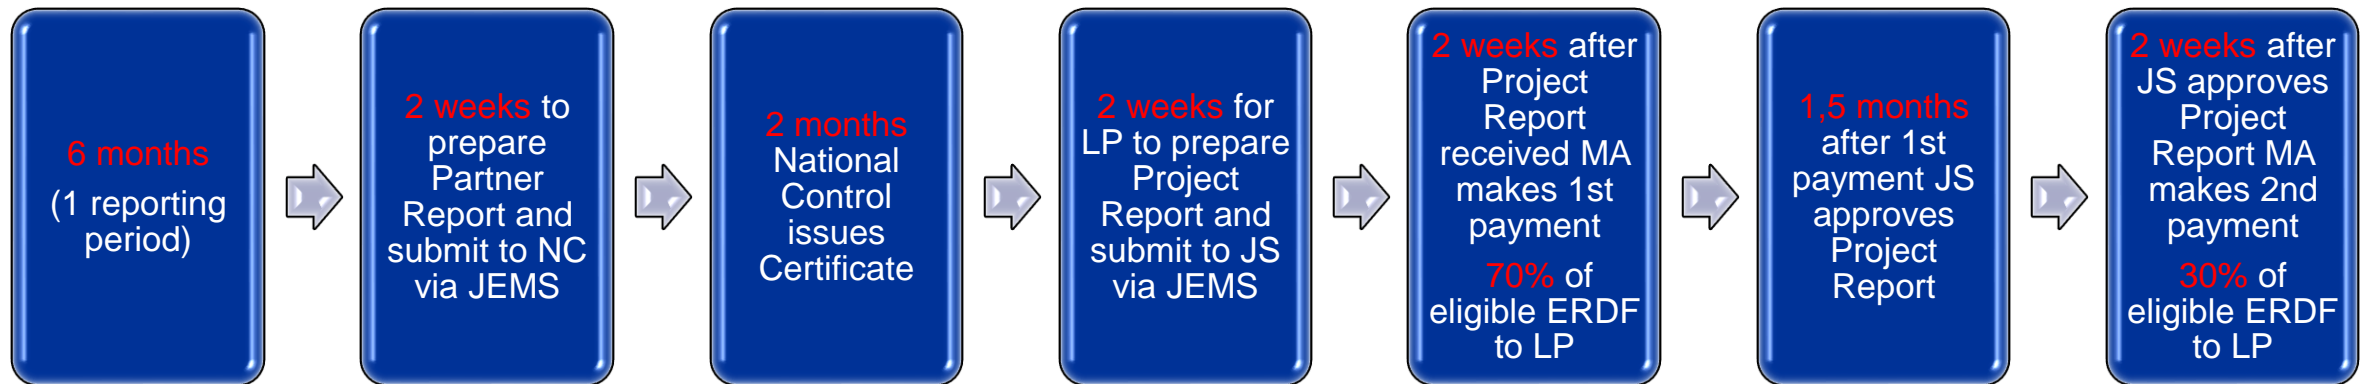 6 months
(1 reporting
period)
2 weeks to
prepare
Partner
Report and
submit to NC
via JEMS
2 months
National
Control
issues
Certificate
2 weeks for
LP to prepare
Project
Report and
submit to JS
via JEMS
2 weeks after
Project
Report
received MA
makes 1st
payment
70% of
eligible ERDF
to LP
1,5 months
after 1st
payment JS
approves
Project
Report
2 weeks after
JS approves
Project
Report MA
makes 2nd
payment
30% of
eligible ERDF
to LP